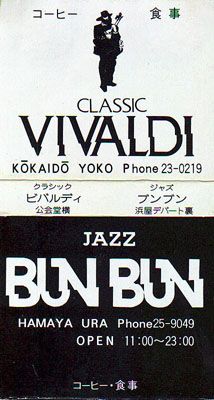 コーヒー 食事
CLASSIC
VIVALDI
KŌKAIDŌ YOKO Phone 23-0219
クラシック
ビバルディ
公会堂横
ジャズ
ブンブン
浜屋デパート裏
JAZZ
BUN BUN
HAMAYA URA Phone 25-9049
OPEN 11:00~23:00
コーヒー・食事